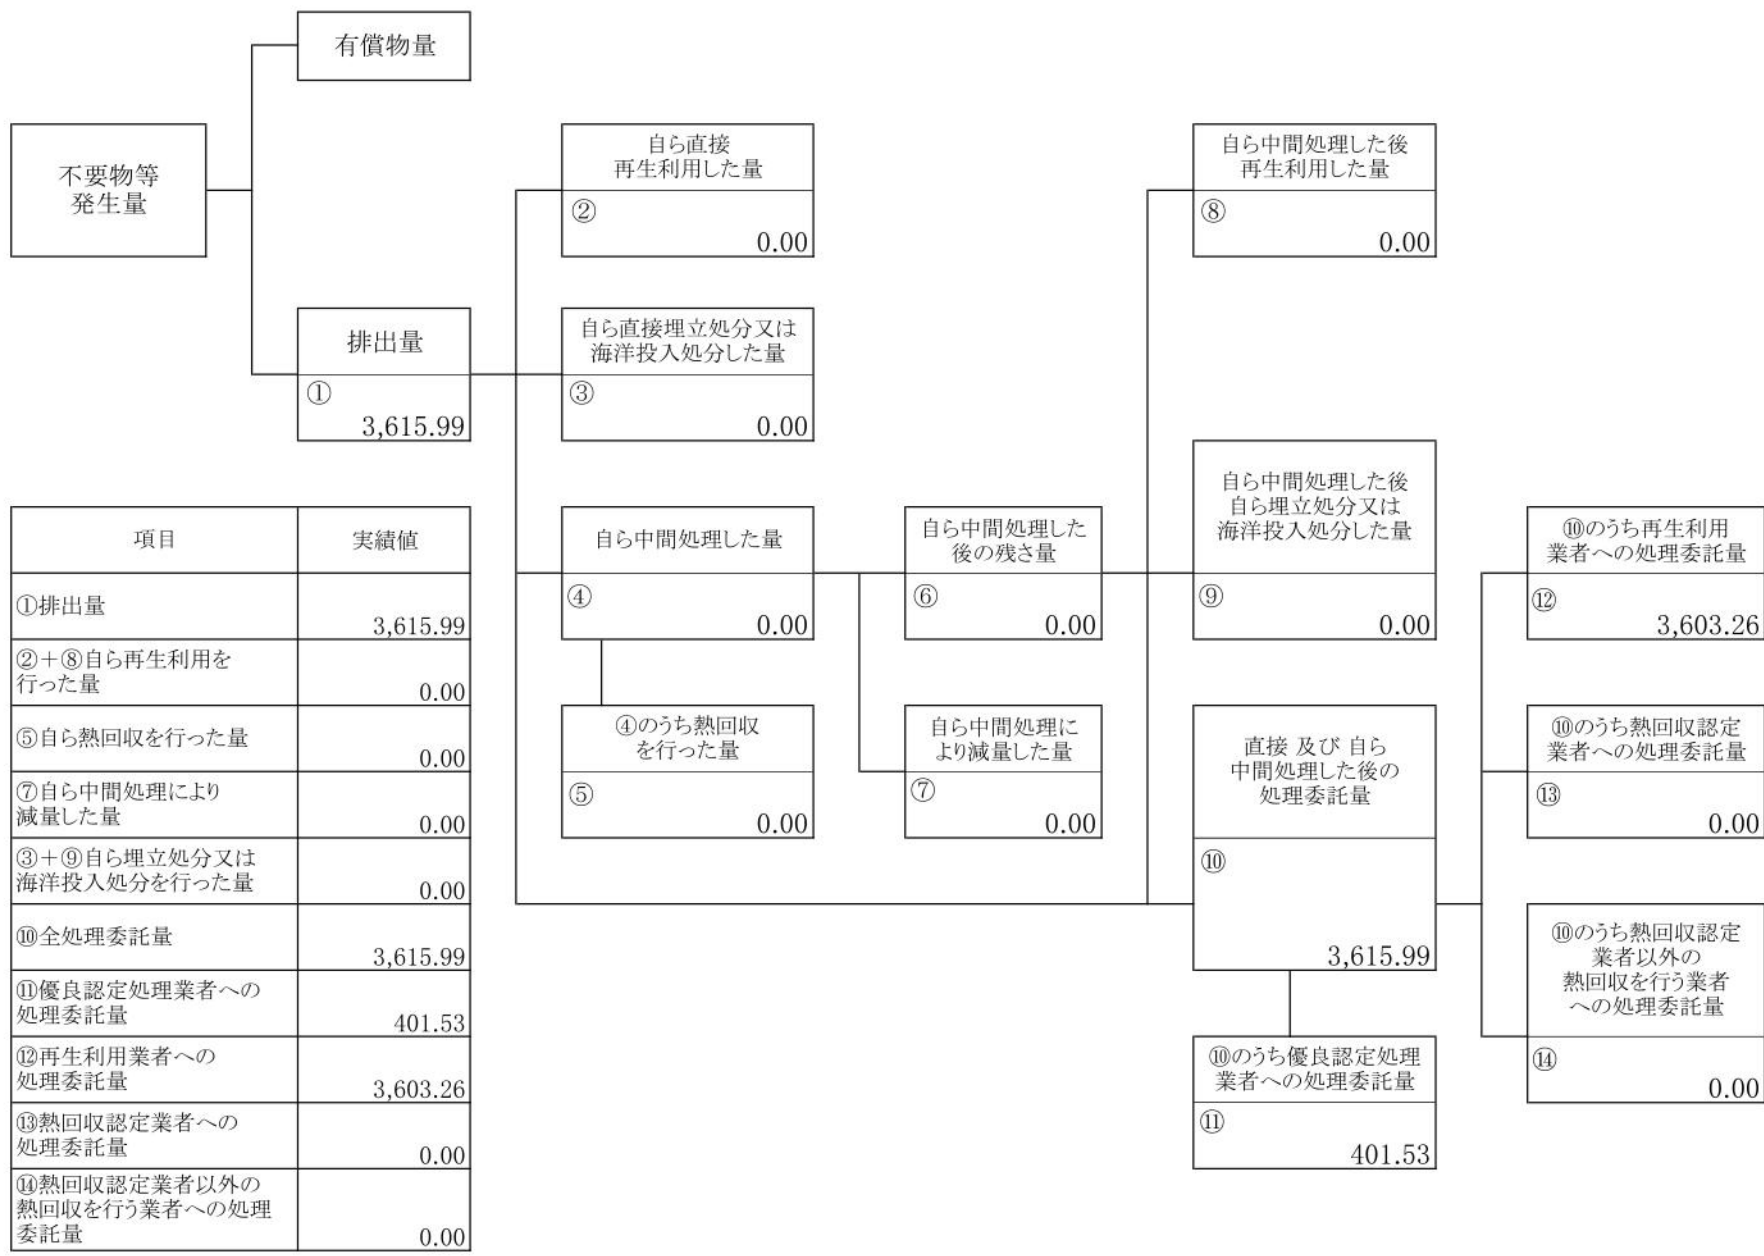 有償物量
不要物等
発生量
自ら直接
再生利用した量
②
0.00
自ら中間処理した後
再生利用した量
⑧
0.00
排出量
①
3,615.99
自ら直接埋立処分又は
海洋投入処分した量
③
0.00
自ら中間処理した量
④
0.00
自ら中間処理した
後の残さ量
⑥
0.00
自ら中間処理した後
自ら埋立処分又は
海洋投入処分した量
⑨
0.00
⑩のうち再生利用
業者への処理委託量
⑫
3,603.26
④のうち熱回収
を行った量
⑤
0.00
自ら中間処理に
より減量した量
⑦
0.00
直接 及び 自ら
中間処理した後の
処理委託量
⑩
3,615.99
⑩のうち熱回収認定
業者への処理委託量
⑬
0.00
⑩のうち熱回収認定
業者以外の
熱回収を行う業者
への処理委託量
⑭
0.00
⑩のうち優良認定処理
業者への処理委託量
⑪
401.53
項目
実績値
①排出量
3,615.99
②＋⑧自ら再生利用を
行った量
0.00
⑤自ら熱回収を行った量
0.00
⑦自ら中間処理により
減量した量
0.00
③＋⑨自ら埋立処分又は
海洋投入処分を行った量
0.00
⑩全処理委託量
3,615.99
⑪優良認定処理業者への
処理委託量
401.53
⑫再生利用業者への
処理委託量
3,603.26
⑬熱回収認定業者への
処理委託量
0.00
⑭熱回収認定業者以外の
熱回収を行う業者への処理
委託量
0.00